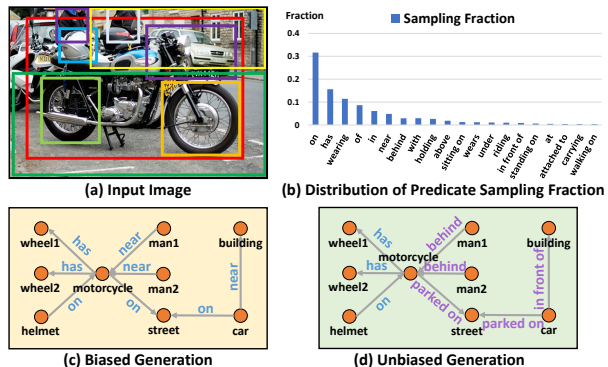 Fraction
Sampling Fraction
0.4
0.3
0.2
0.1
0
on
has
wearing
of
in
near
behind
with
holding
above
sitting on
wears
under
riding
in front of
standing on
at
attached to
carrying
walking on
(a) Input Image
(b) Distribution of Predicate Sampling Fraction
wheel1
man1
building
has
near
near
has
near
wheel2
motorcycle
man2
on
on
on
helmet
street
car
(c) Biased Generation
wheel1
man1
building
has
behind
in front of
motorcycle
has
behind
wheel2
man2
on
parked on
parked on
helmet
street
car
(d) Unbiased Generation